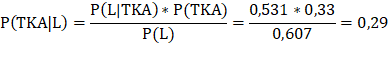 P(TKA|L) = P(L|TKA) * P(TKA) / P(L) = 0,531 * 0,33 / 0,607 = 0,29